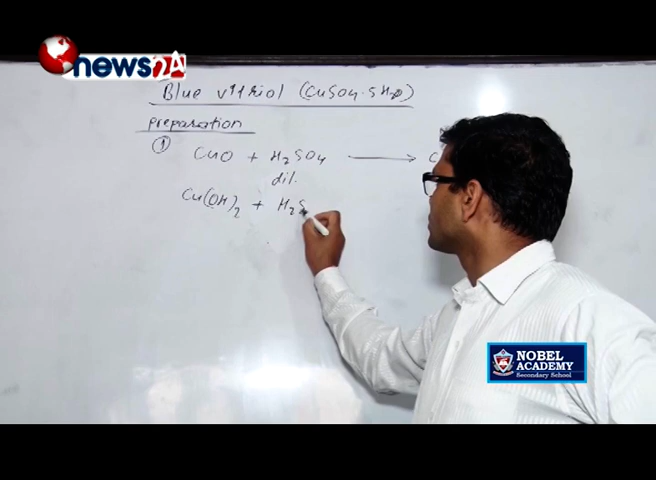 news24
Blue vitriol (CuSO4.5H2O)
preparation
① CuO + H2SO4 → C
dil.
Cu(OH)2 + H2S
NOBEL
ACADEMY
Secondary School